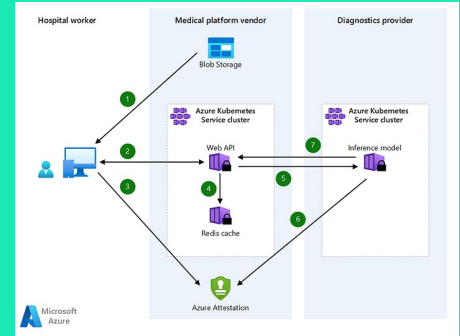 Hospital worker
Medical platform vendor
Diagnostics provider
Blob Storage
1
Azure Kubernetes
Service cluster
Azure Kubernetes
Service cluster
2
Web API
7
Inference model
3
4
5
6
Redis cache
Azure Attestation
Microsoft
Azure